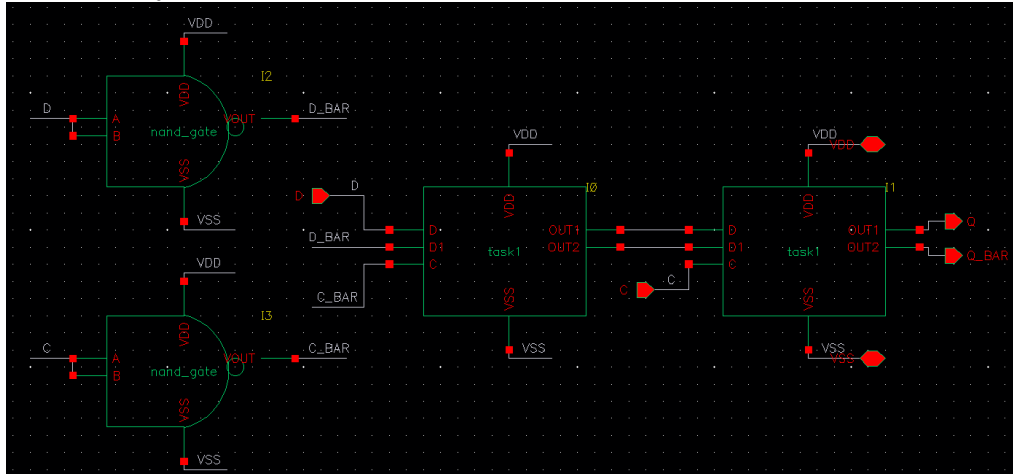 VDD
I2
VDD
D
A
VOUT
D_BAR
B
nand_gate
VSS
VSS
VDD
I3
VDD
C
A
VOUT
C_BAR
B
nand_gate
VSS
VSS
VDD
I0
VDD
D
D
D
OUT1
D_BAR
D1
OUT2
task1
C
C_BAR
VSS
VSS
VDD
VDD
I1
VDD
D
OUT1
Q
D1
OUT2
Q_BAR
task1
C
C
C
VSS
VSS
VSS